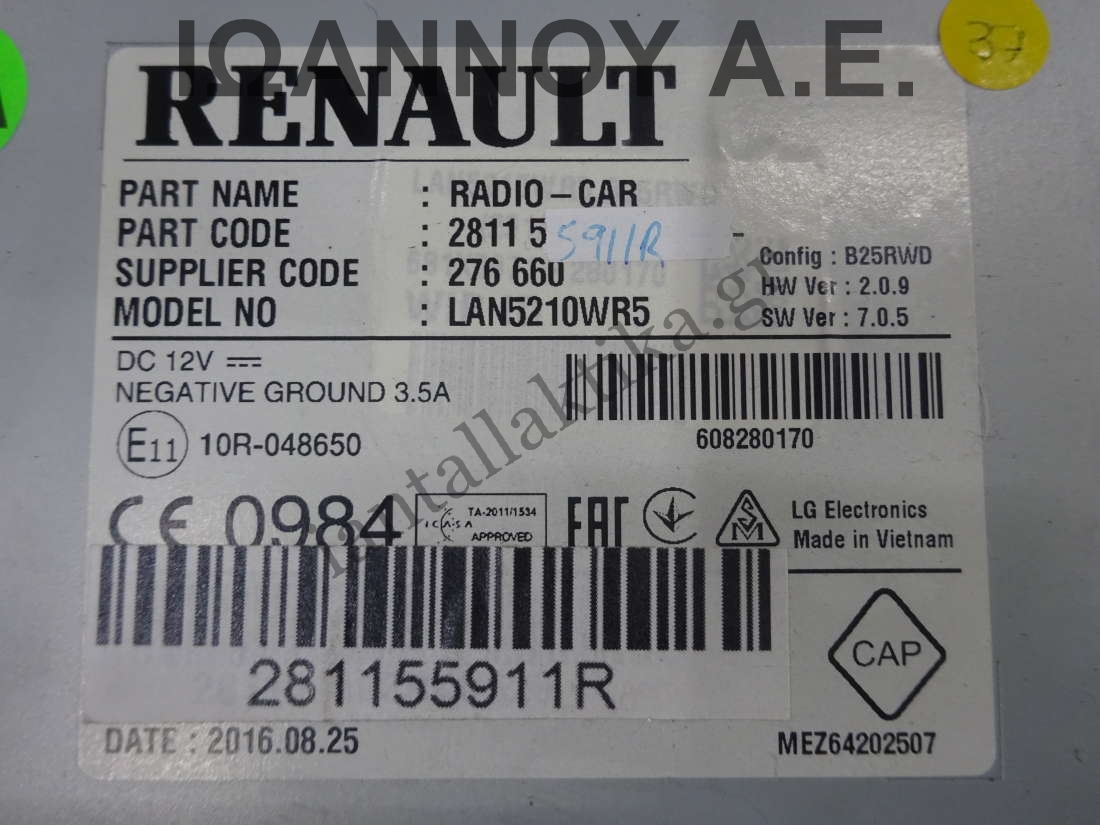 IOANNOY A.E.
37
RENAULT
PART NAME : RADIO-CAR
PART CODE : 2811 5 5911R -
SUPPLIER CODE : 276 660
MODEL NO : LAN5210WR5
Config : B25RWD
HW Ver : 2.0.9
SW Ver : 7.0.5
DC 12V
NEGATIVE GROUND 3.5A
608280170
E11 10R-048650
CE 0984
ICASA
TA-2011/1534
APPROVED
EAC
SM
LG Electronics
Made in Vietnam
281155911R
CAP
DATE : 2016.08.25
MEZ64202507
antallaktika.gr